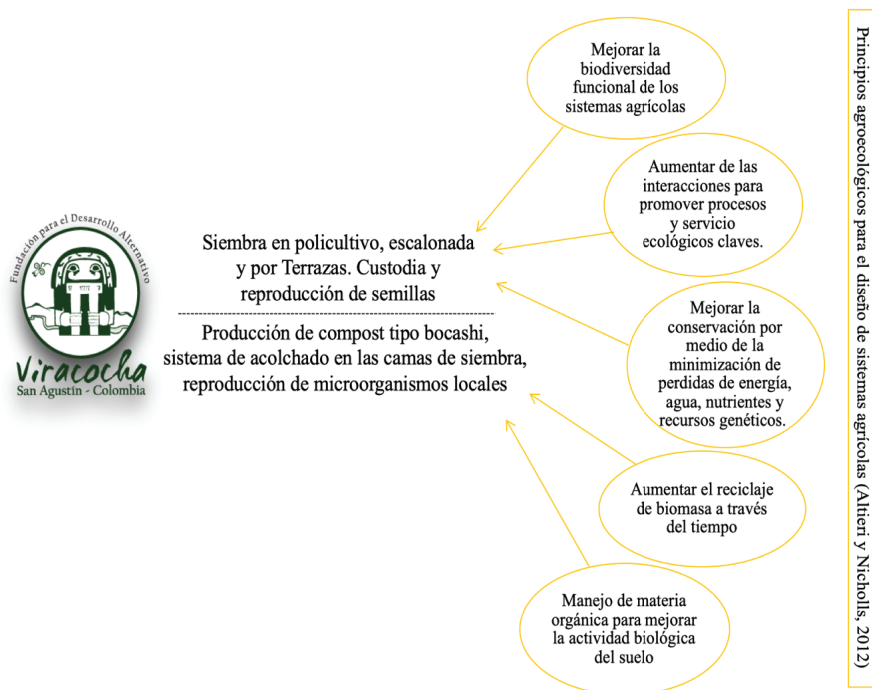 Fundación para el Desarrollo Alternativo
Viracocha
San Agustín - Colombia
Siembra en policultivo, escalonada
y por Terrazas. Custodia y
reproducción de semillas
Producción de compost tipo bocashi,
sistema de acolchado en las camas de siembra,
reproducción de microorganismos locales
Mejorar la
biodiversidad
funcional de los
sistemas agrícolas
Aumentar de las
interacciones para
promover procesos
y servicio
ecológicos claves.
Mejorar la
conservación por
medio de la
minimización de
perdidas de energía,
agua, nutrientes y
recursos genéticos.
Aumentar el reciclaje
de biomasa a través
del tiempo
Manejo de materia
orgánica para mejorar
la actividad biológica
del suelo
Principios agroecológicos para el diseño de sistemas agrícolas (Altieri y Nicholls, 2012)